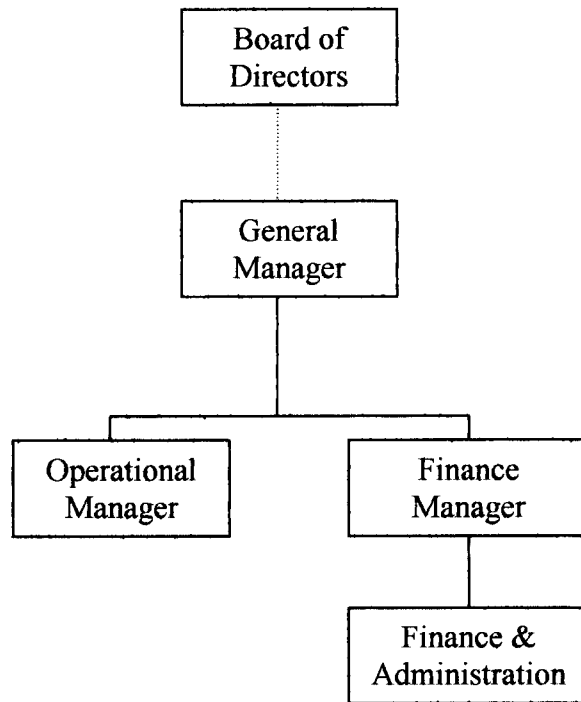 Board of
Directors
General
Manager
Operational
Manager
Finance
Manager
Finance &
Administration